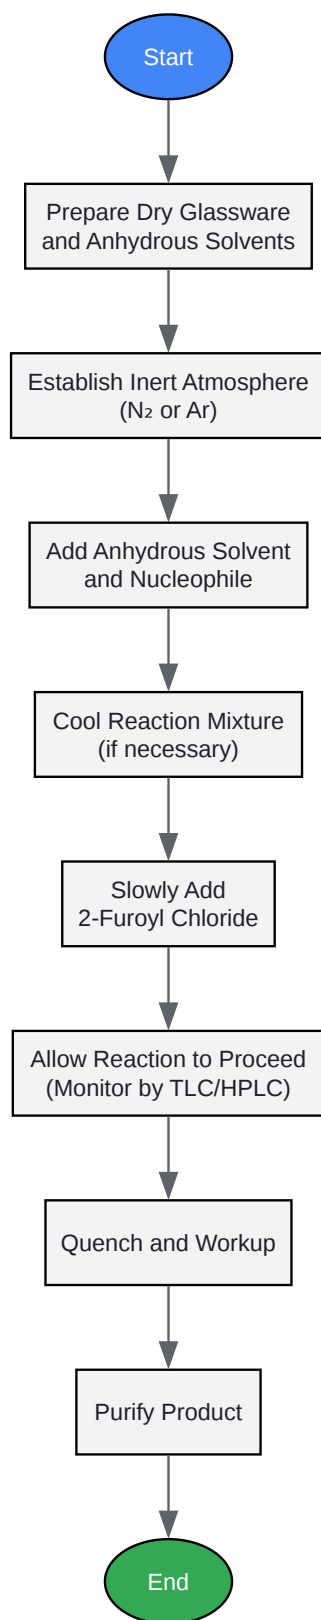 Start
Prepare Dry Glassware
and Anhydrous Solvents
Establish Inert Atmosphere
(N₂ or Ar)
Add Anhydrous Solvent
and Nucleophile
Cool Reaction Mixture
(if necessary)
Slowly Add
2-Furoyl Chloride
Allow Reaction to Proceed
(Monitor by TLC/HPLC)
Quench and Workup
Purify Product
End